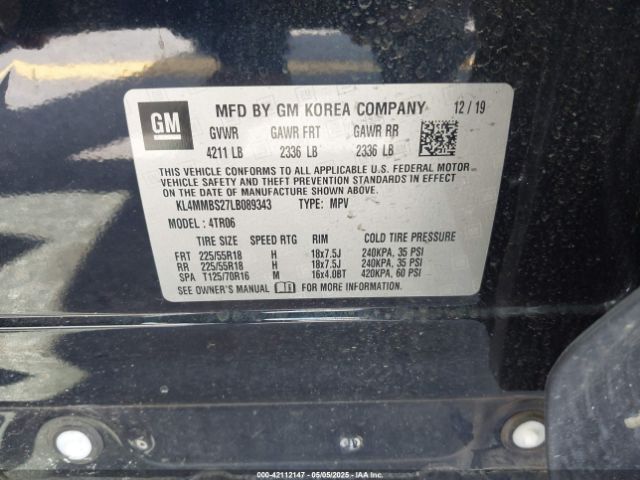 GM
MFD BY GM KOREA COMPANY 12/19
GVWR GAWR FRT GAWR RR
4211 LB 2336 LB 2336 LB
THIS VEHICLE CONFORMS TO ALL APPLICABLE U.S. FEDERAL MOTOR
VEHICLE SAFETY AND THEFT PREVENTION STANDARDS IN EFFECT ON
DATE OF MANUFACTURE SHOWN ABOVE.
KL4MMBS27LB089343 TYPE: MPV
MODEL : 4TR06
TIRE SIZE SPEED RTG RIM COLD TIRE PRESSURE
FRT 225/55R18 H 18x7.5J 240KPA, 35 PSI
RR 225/55R18 H 18x7.5J 240KPA, 35 PSI
SPA T125/70R16 M 16x4.0BT 420KPA, 60 PSI
SEE OWNER'S MANUAL FOR MORE INFORMATION.
000-42112147 - 05/05/2025 - IAAI.COM